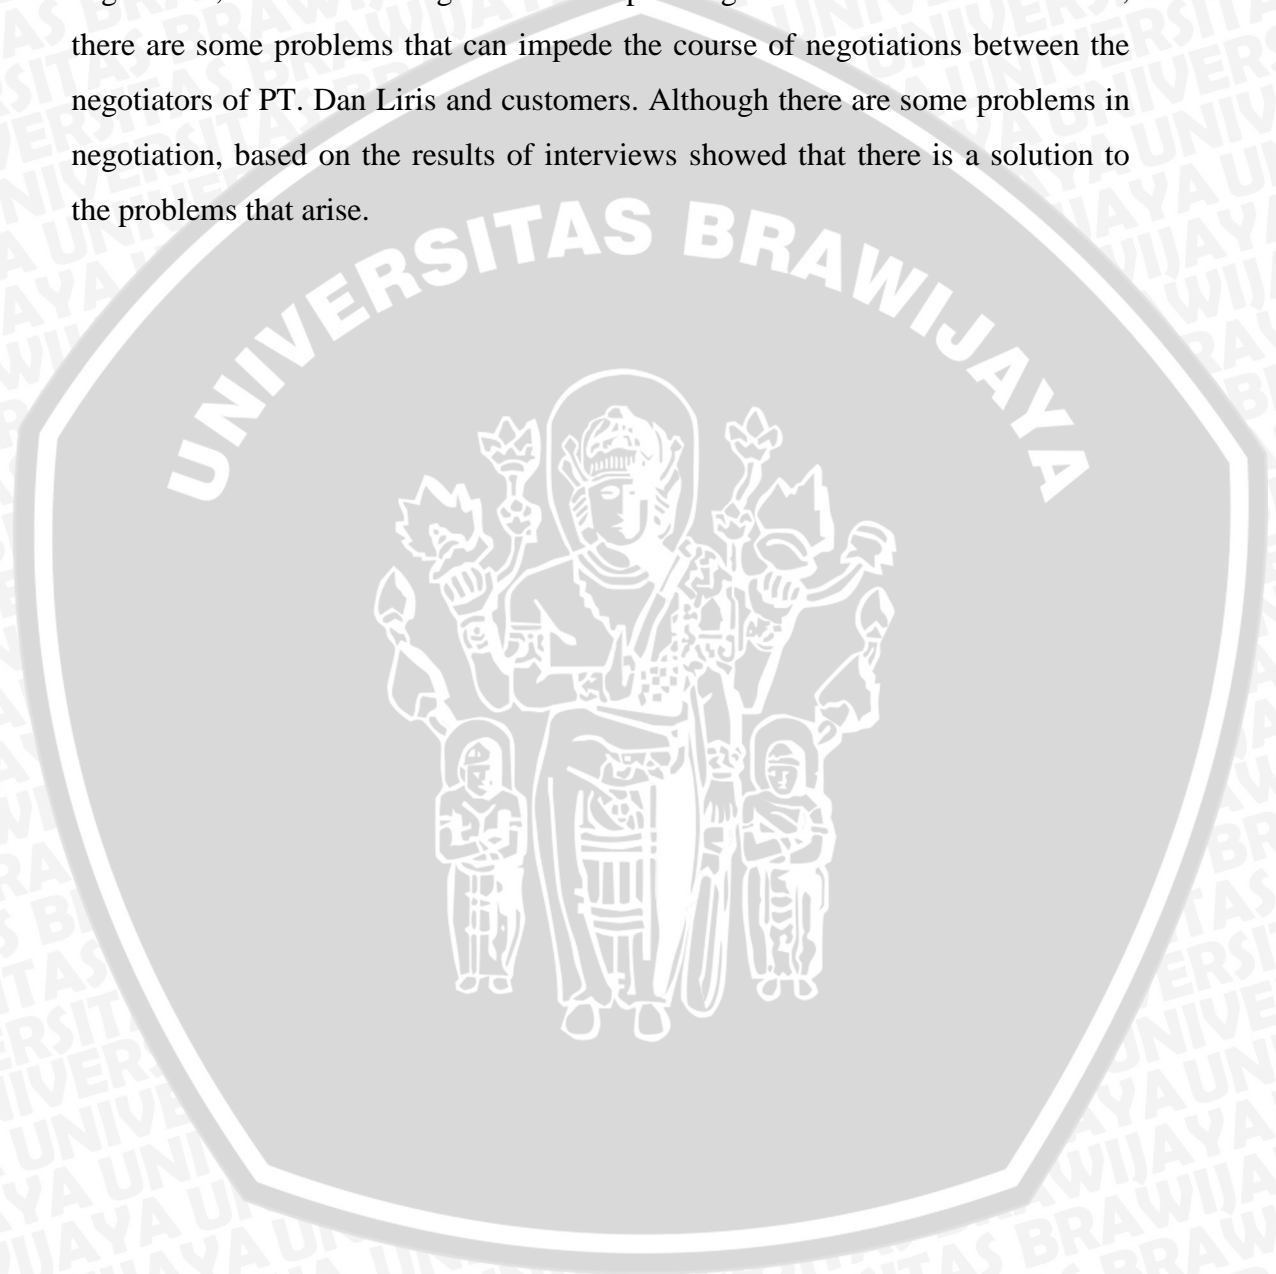 there are some problems that can impede the course of negotiations between the
negotiators of PT. Dan Liris and customers. Although there are some problems in
negotiation, based on the results of interviews showed that there is a solution to
the problems that arise.
UNIVERSITAS BRAWIJAYA